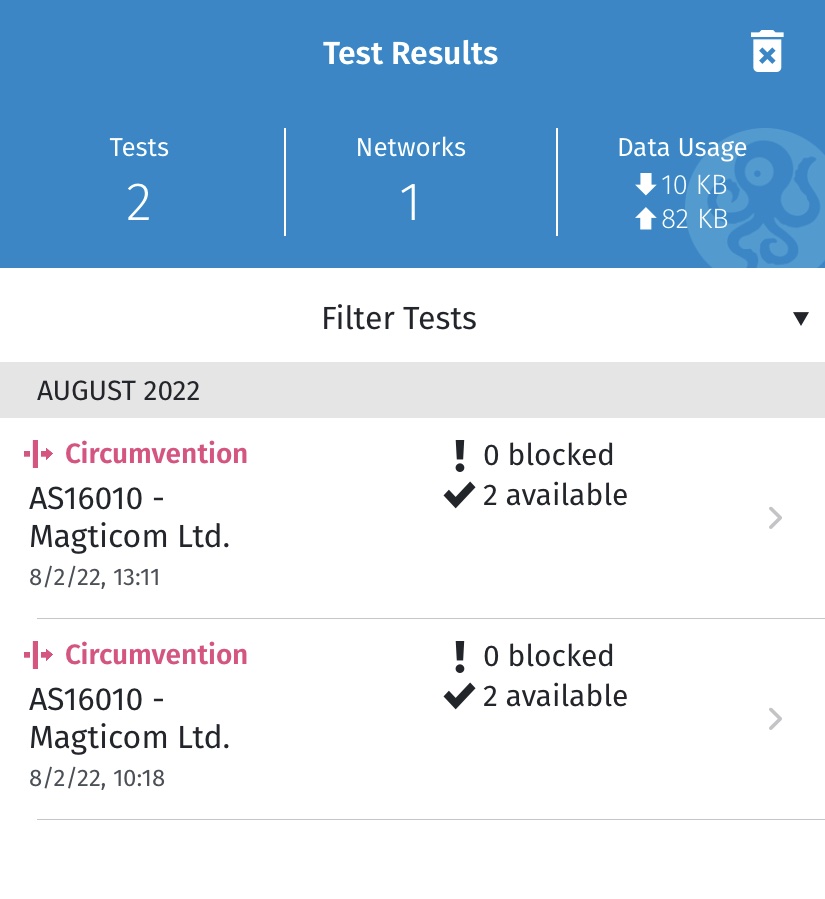 Test Results
Tests
Networks
Data Usage
2
1
10 KB
82 KB
Filter Tests
AUGUST 2022
Circumvention
0 blocked
AS16010 -
2 available
Magticom Ltd.
8/2/22, 13:11
Circumvention
0 blocked
AS16010 -
2 available
Magticom Ltd.
8/2/22, 10:18